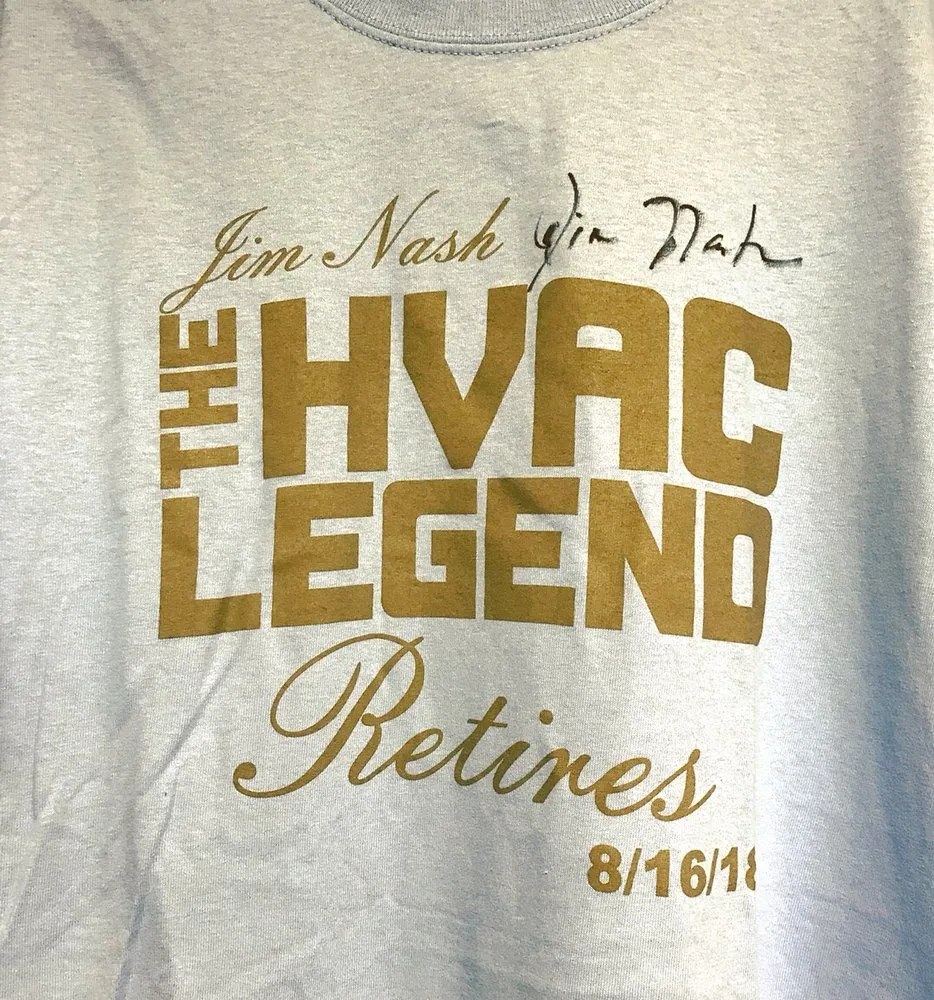 Jim Nash Jim Nash
THE HVAC
LEGEND
Retires
8/16/18